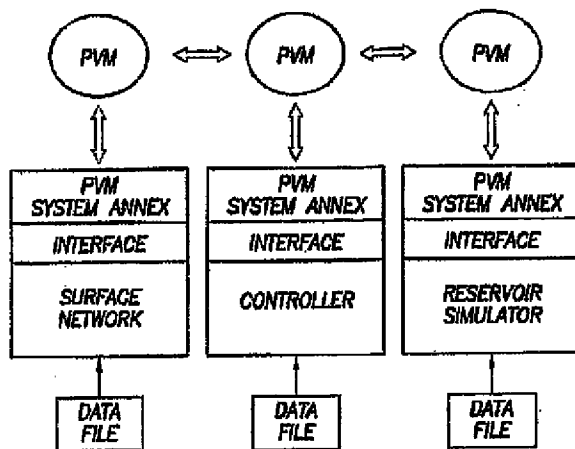 PVM
PVM
PVM
PVM
SYSTEM ANNEX
PVM
SYSTEM ANNEX
PVM
SYSTEM ANNEX
INTERFACE
INTERFACE
INTERFACE
SURFACE
NETWORK
CONTROLLER
RESERVOIR
SIMULATOR
DATA
FILE
DATA
FILE
DATA
FILE